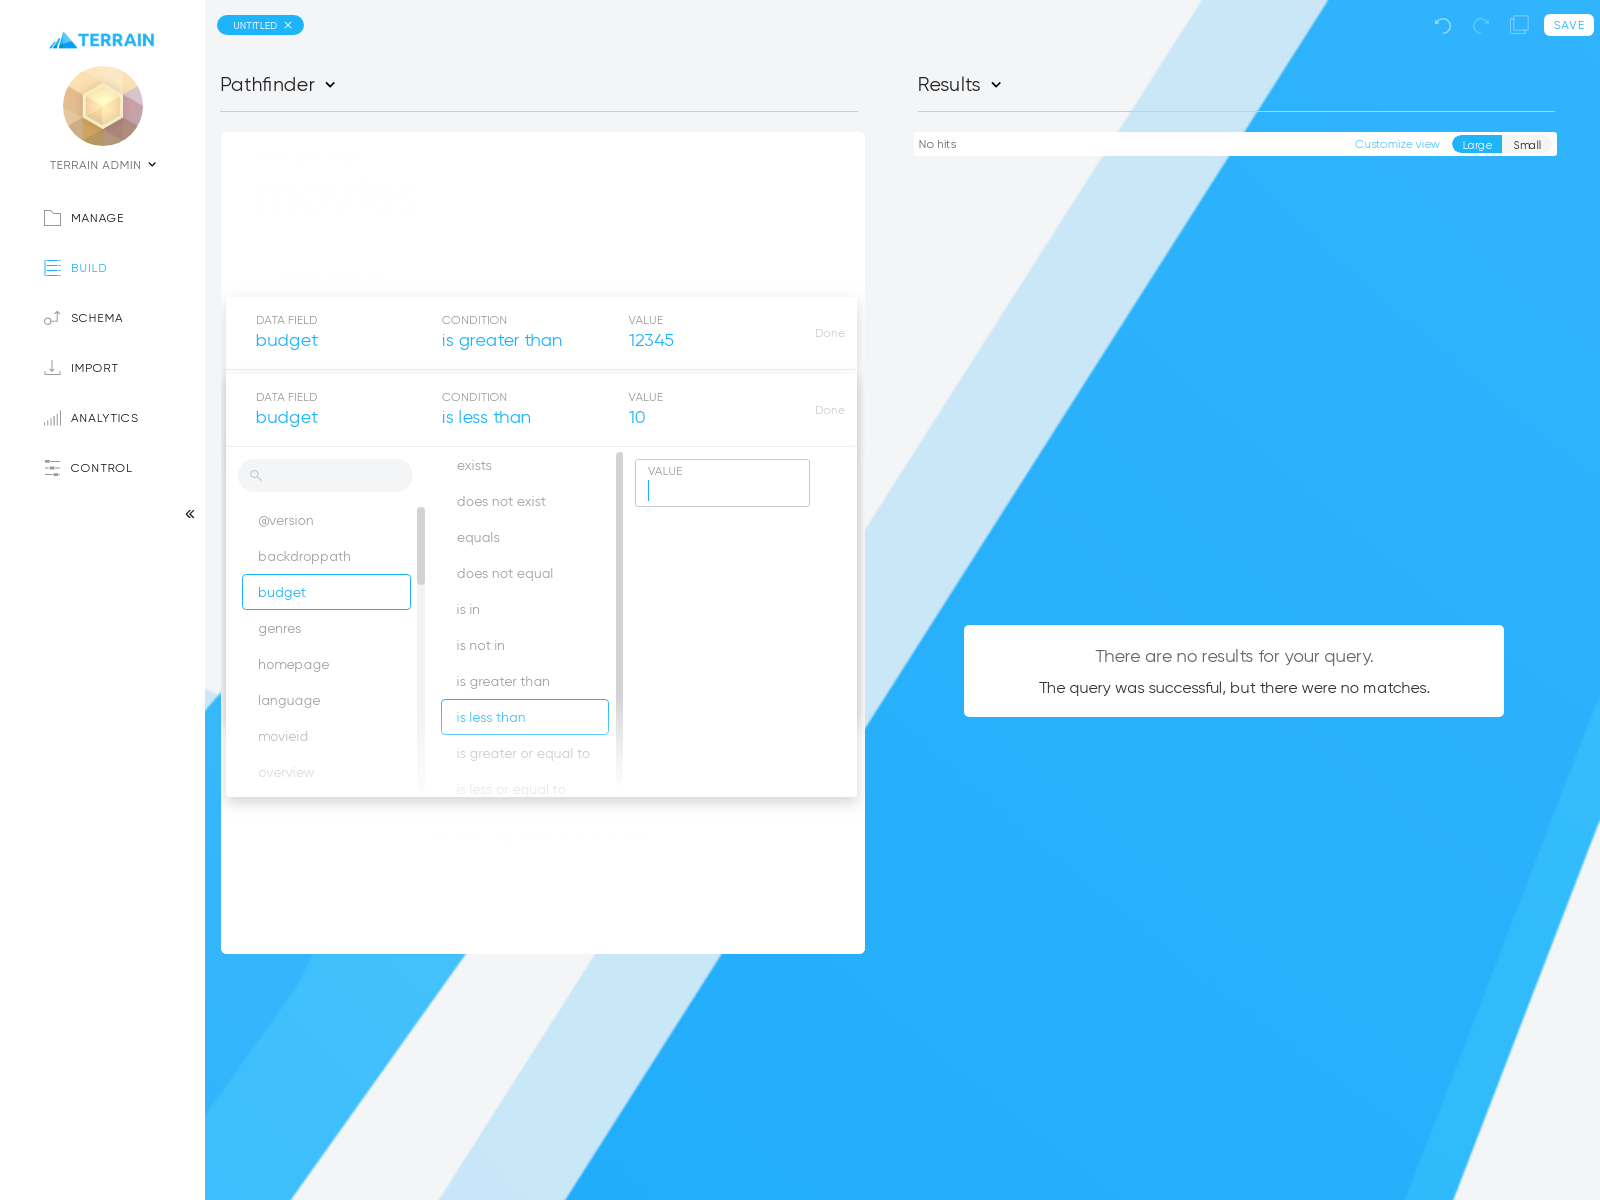 TERRAIN
TERRAIN ADMIN
MANAGE
BUILD
SCHEMA
IMPORT
ANALYTICS
CONTROL
UNTITLED
SAVE
Pathfinder
DATA FIELD CONDITION VALUE
budget is greater than 12345 Done
DATA FIELD CONDITION VALUE
budget is less than 10 Done
@version
backdroppath
budget
genres
homepage
language
movieid
overview
exists
does not exist
equals
does not equal
is in
is not in
is greater than
is less than
is greater or equal to
is less or equal to
VALUE
Results
No hits Customize view Large Small
There are no results for your query.
The query was successful, but there were no matches.